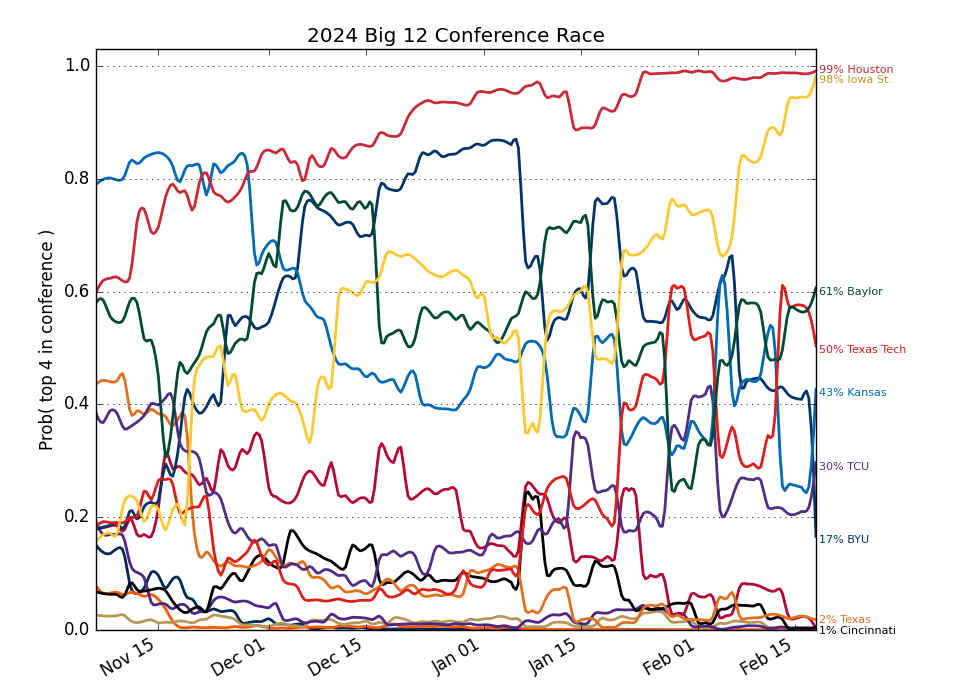 2024 Big 12 Conference Race
Prob( top 4 in conference )
1.0
0.8
0.6
0.4
0.2
0.0
Nov 15
Dec 01
Dec 15
Jan 01
Jan 15
Feb 01
Feb 15
99% Houston
98% Iowa St.
61% Baylor
50% Texas Tech
43% Kansas
30% TCU
17% BYU
2% Texas
1% Cincinnati